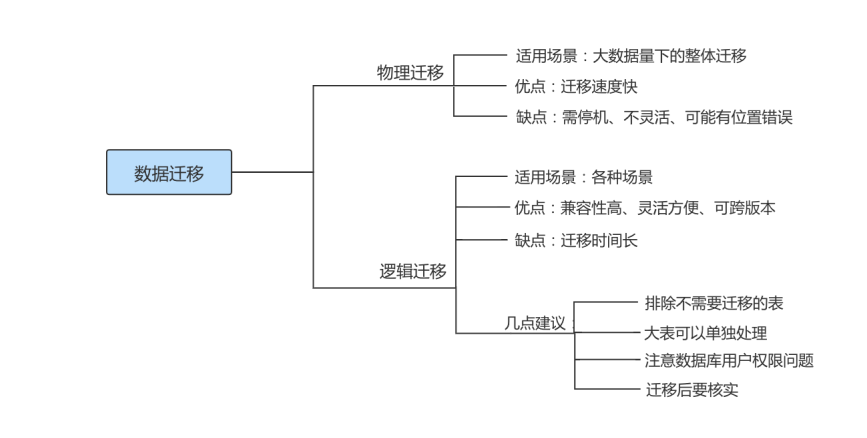 数据迁移
物理迁移
适用场景：大数据量下的整体迁移
优点：迁移速度快
缺点：需停机、不灵活、可能有位置错误
逻辑迁移
适用场景：各种场景
优点：兼容性高、灵活方便、可跨版本
缺点：迁移时间长
几点建议：
排除不需要迁移的表
大表可以单独处理
注意数据库用户权限问题
迁移后要核实